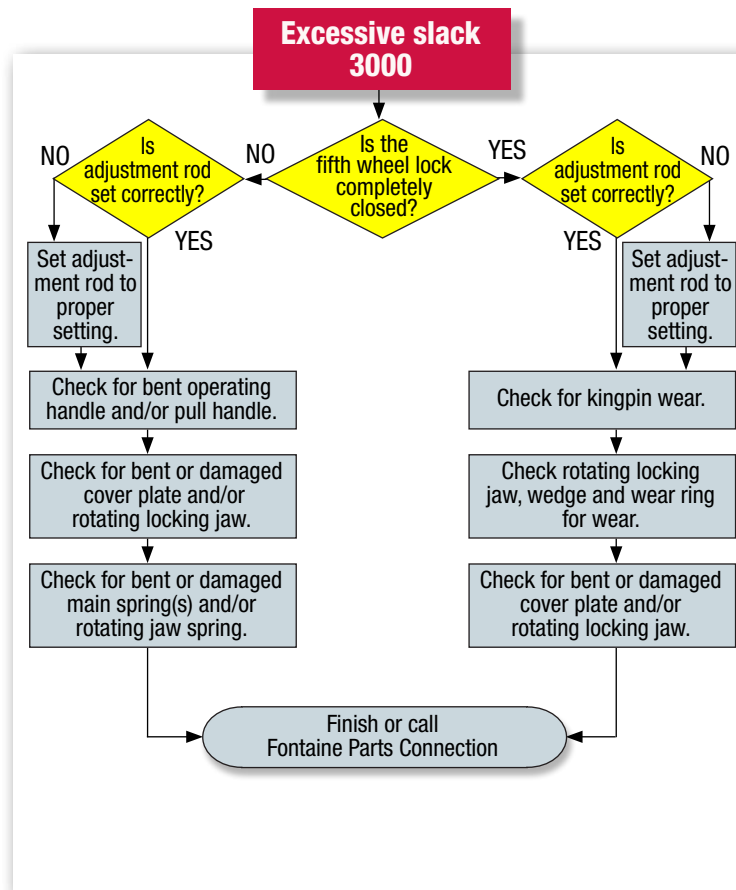 Excessive slack
3000
Is the
fifth wheel lock
completely
closed?
NO
YES
Is
adjustment rod
set correctly?
NO
YES
Set adjust-
ment rod to
proper
setting.
Check for bent operating
handle and/or pull handle.
Check for bent or damaged
cover plate and/or
rotating locking jaw.
Check for bent or damaged
main spring(s) and/or
rotating jaw spring.
Is
adjustment rod
set correctly?
NO
YES
Set adjust-
ment rod to
proper
setting.
Check for kingpin wear.
Check rotating locking
jaw, wedge and wear ring
for wear.
Check for bent or damaged
cover plate and/or
rotating locking jaw.
Finish or call
Fontaine Parts Connection